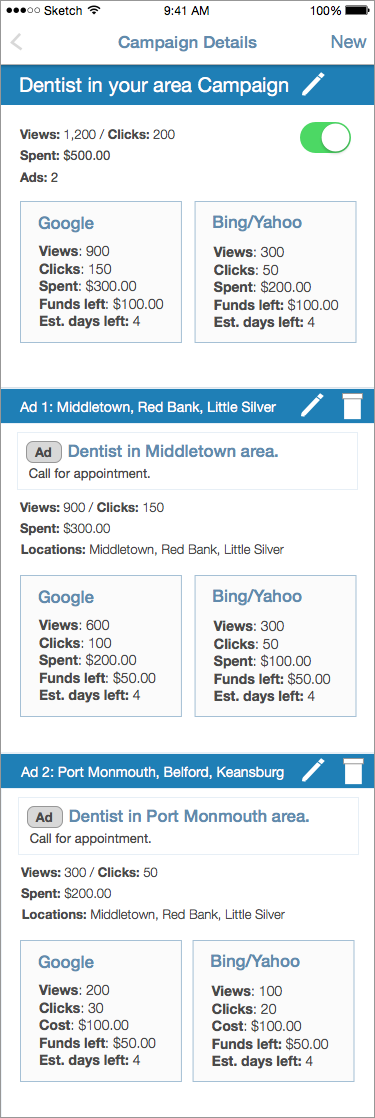 Sketch 9:41 AM 100%
Campaign Details New
Dentist in your area Campaign
Views: 1,200 / Clicks: 200
Spent: $500.00
Ads: 2
Google
Views: 900
Clicks: 150
Spent: $300.00
Funds left: $100.00
Est. days left: 4
Bing/Yahoo
Views: 300
Clicks: 50
Spent: $200.00
Funds left: $100.00
Est. days left: 4
Ad 1: Middletown, Red Bank, Little Silver
Ad Dentist in Middletown area.
Call for appointment.
Views: 900 / Clicks: 150
Spent: $300.00
Locations: Middletown, Red Bank, Little Silver
Google
Views: 600
Clicks: 100
Spent: $200.00
Funds left: $50.00
Est. days left: 4
Bing/Yahoo
Views: 300
Clicks: 50
Spent: $100.00
Funds left: $50.00
Est. days left: 4
Ad 2: Port Monmouth, Belford, Keansburg
Ad Dentist in Port Monmouth area.
Call for appointment.
Views: 300 / Clicks: 50
Spent: $200.00
Locations: Middletown, Red Bank, Little Silver
Google
Views: 200
Clicks: 30
Cost: $100.00
Funds left: $50.00
Est. days left: 4
Bing/Yahoo
Views: 100
Clicks: 20
Cost: $100.00
Funds left: $50.00
Est. days left: 4